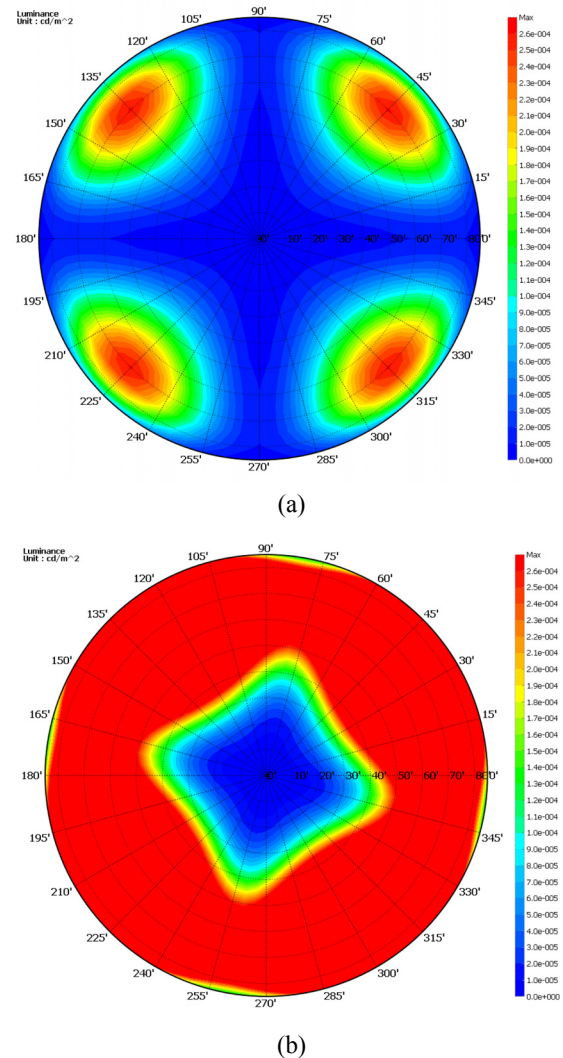 Luminance
Unit : cd/m^2
90'
105'
75'
120'
60'
135'
45'
150'
30'
165'
15'
180'
10' 20' 30' 40' 50' 60' 70'
195'
345'
210'
330'
225'
315'
240'
300'
255'
285'
270'
Max
2.6e-004
2.5e-004
2.4e-004
2.3e-004
2.2e-004
2.1e-004
2.0e-004
1.9e-004
1.8e-004
1.7e-004
1.6e-004
1.5e-004
1.4e-004
1.3e-004
1.2e-004
1.1e-004
1.0e-004
9.0e-005
8.0e-005
7.0e-005
6.0e-005
5.0e-005
4.0e-005
3.0e-005
2.0e-005
1.0e-005
0.0e+000
(a)
Luminance
Unit : cd/m^2
90'
105'
75'
120'
60'
135'
45'
150'
30'
165'
15'
180'
10' 20' 30' 40' 50' 60' 70'
195'
345'
210'
330'
225'
315'
240'
300'
255'
285'
270'
Max
2.6e-004
2.5e-004
2.4e-004
2.3e-004
2.2e-004
2.1e-004
2.0e-004
1.9e-004
1.8e-004
1.7e-004
1.6e-004
1.5e-004
1.4e-004
1.3e-004
1.2e-004
1.1e-004
1.0e-004
9.0e-005
8.0e-005
7.0e-005
6.0e-005
5.0e-005
4.0e-005
3.0e-005
2.0e-005
1.0e-005
0.0e+000
(b)